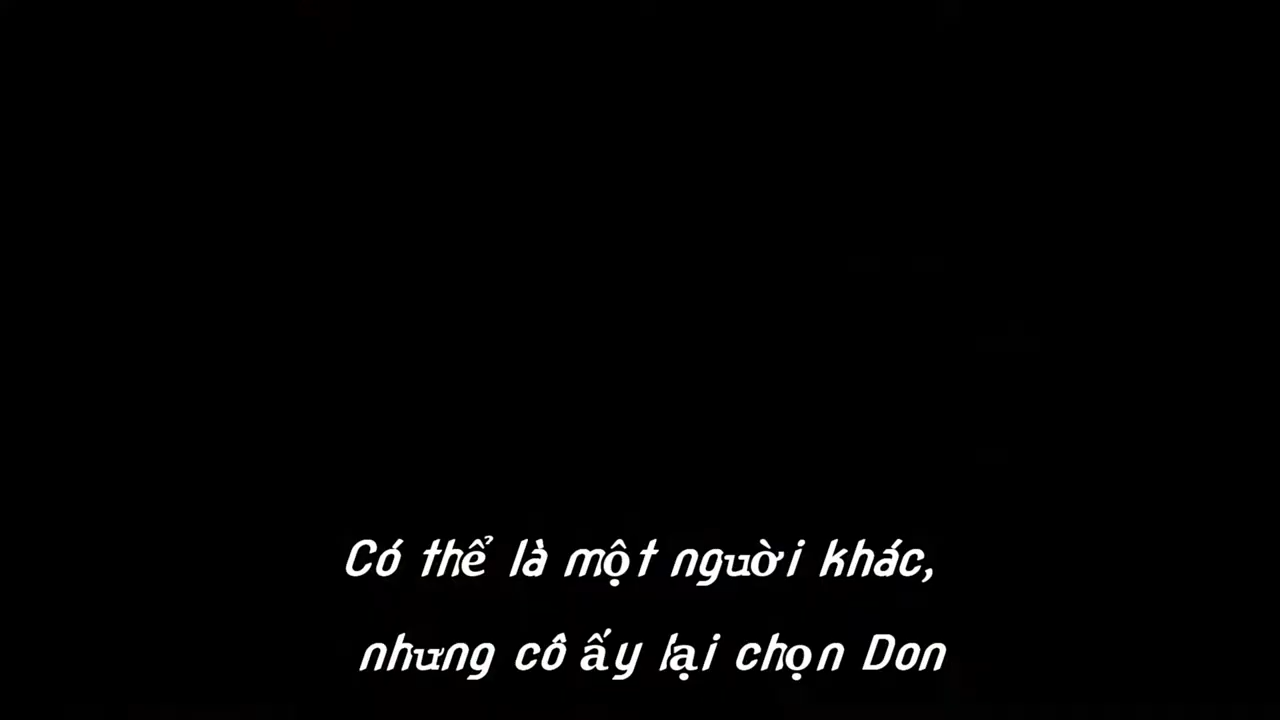 Có thể là một người khác,
nhưng cô ấy lại chọn Don